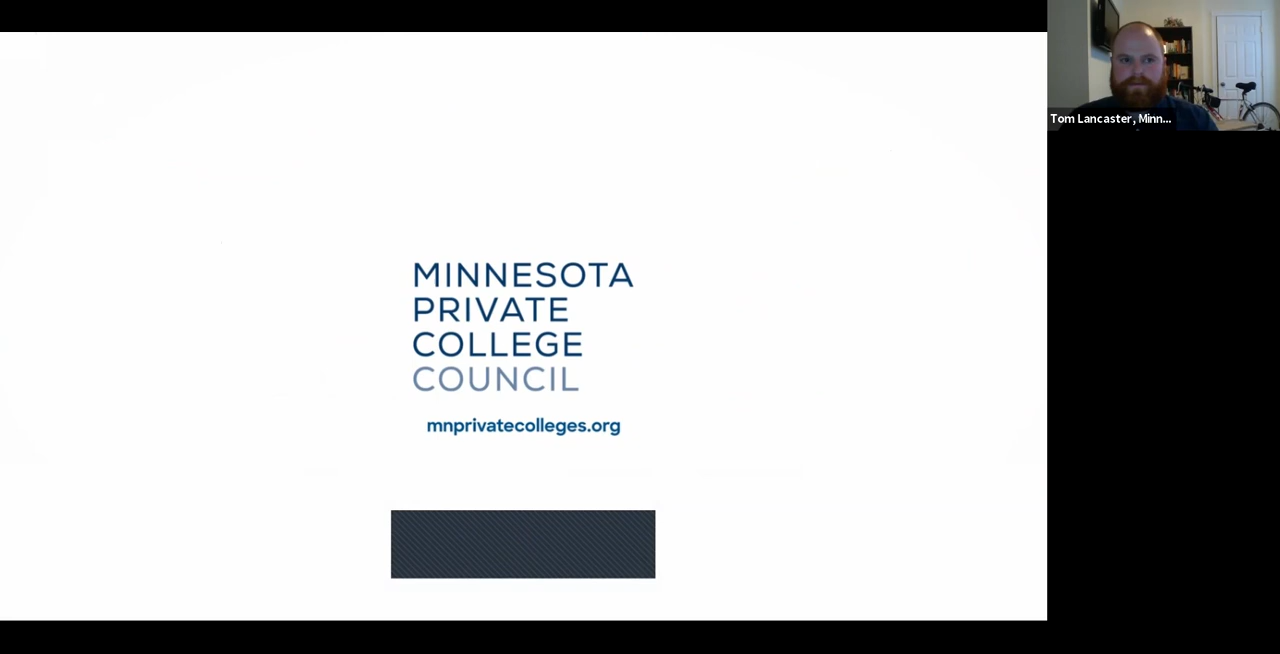 MINNESOTA
PRIVATE
COLLEGE
COUNCIL
mnprivatecolleges.org
Tom Lancaster, Minn...